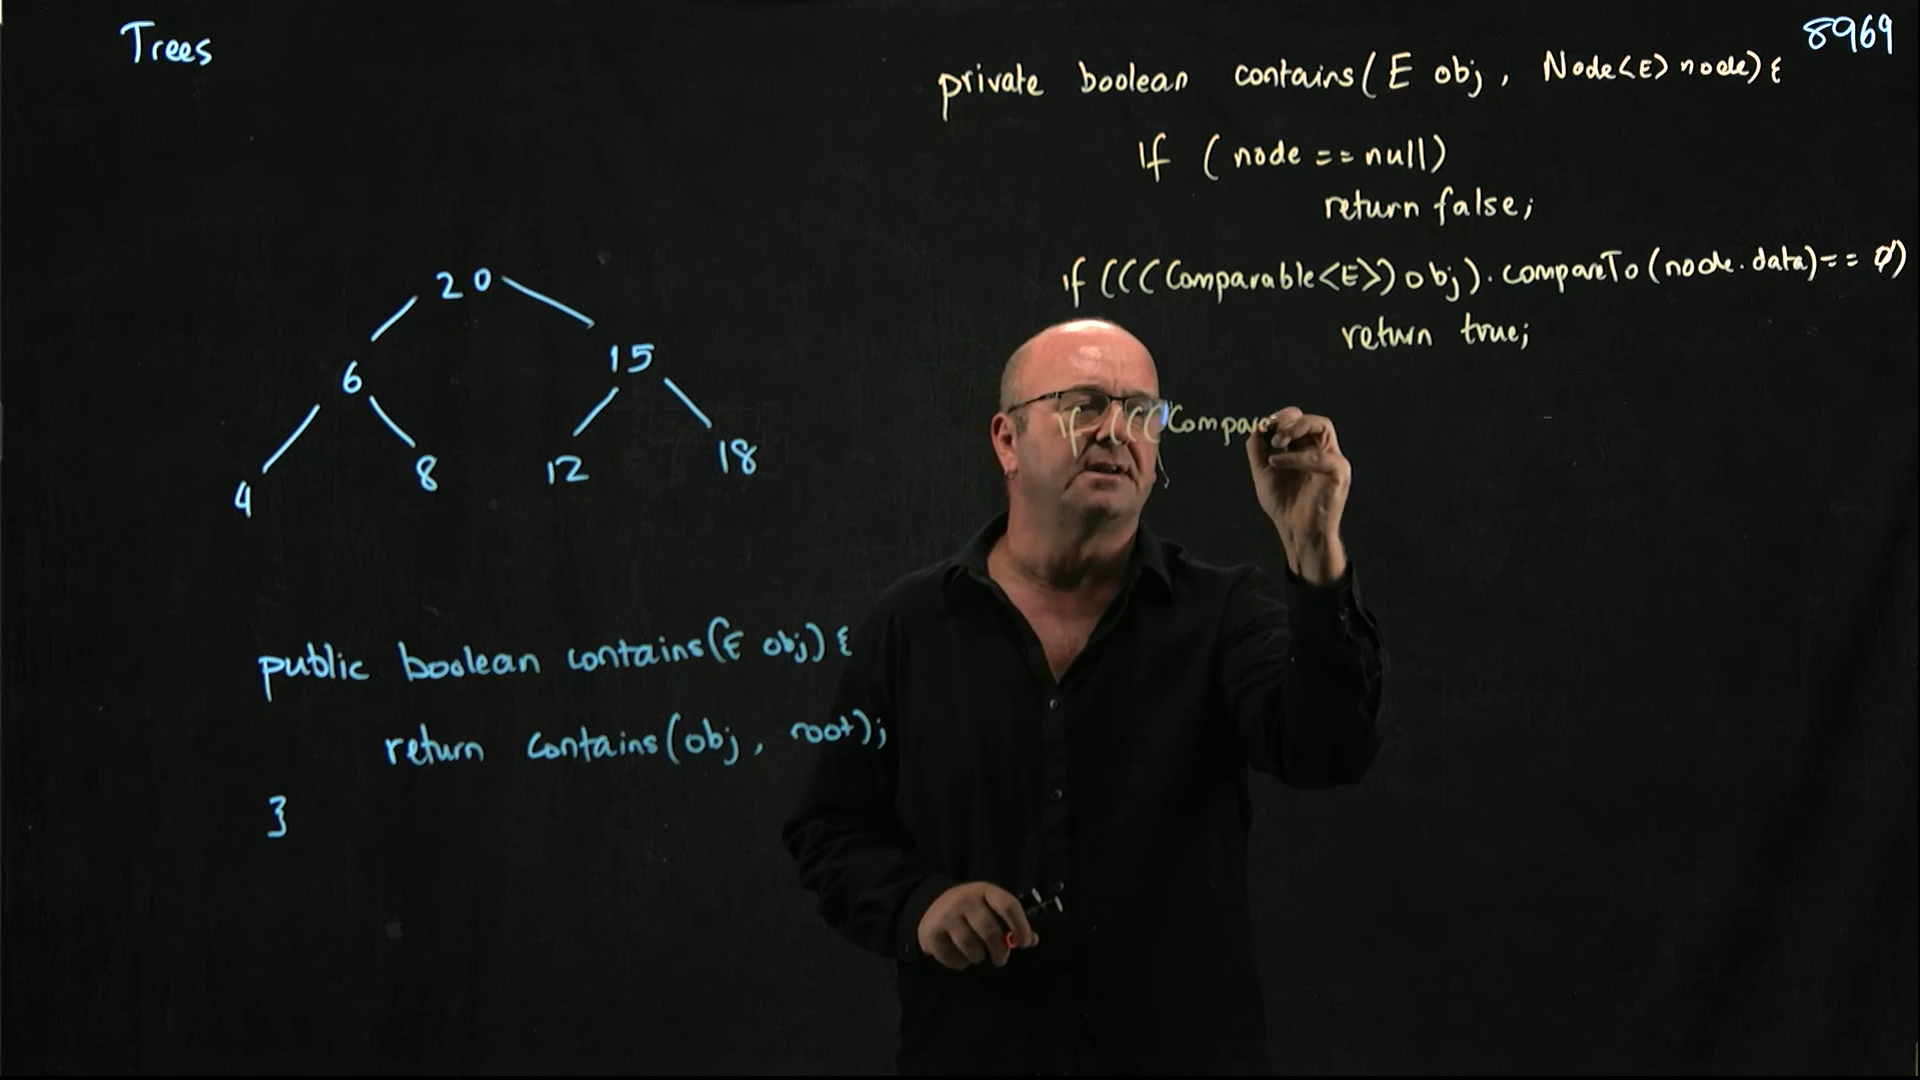 Trees
8969
private boolean contains(E obj, Node<E> node){
if (node == null)
return false;
if (((Comparable<E>)obj).compareTo(node.data)== 0)
return true;
if (((Compara
20
6
15
4
8
12
18
public boolean contains(E obj){
return contains(obj, root);
}